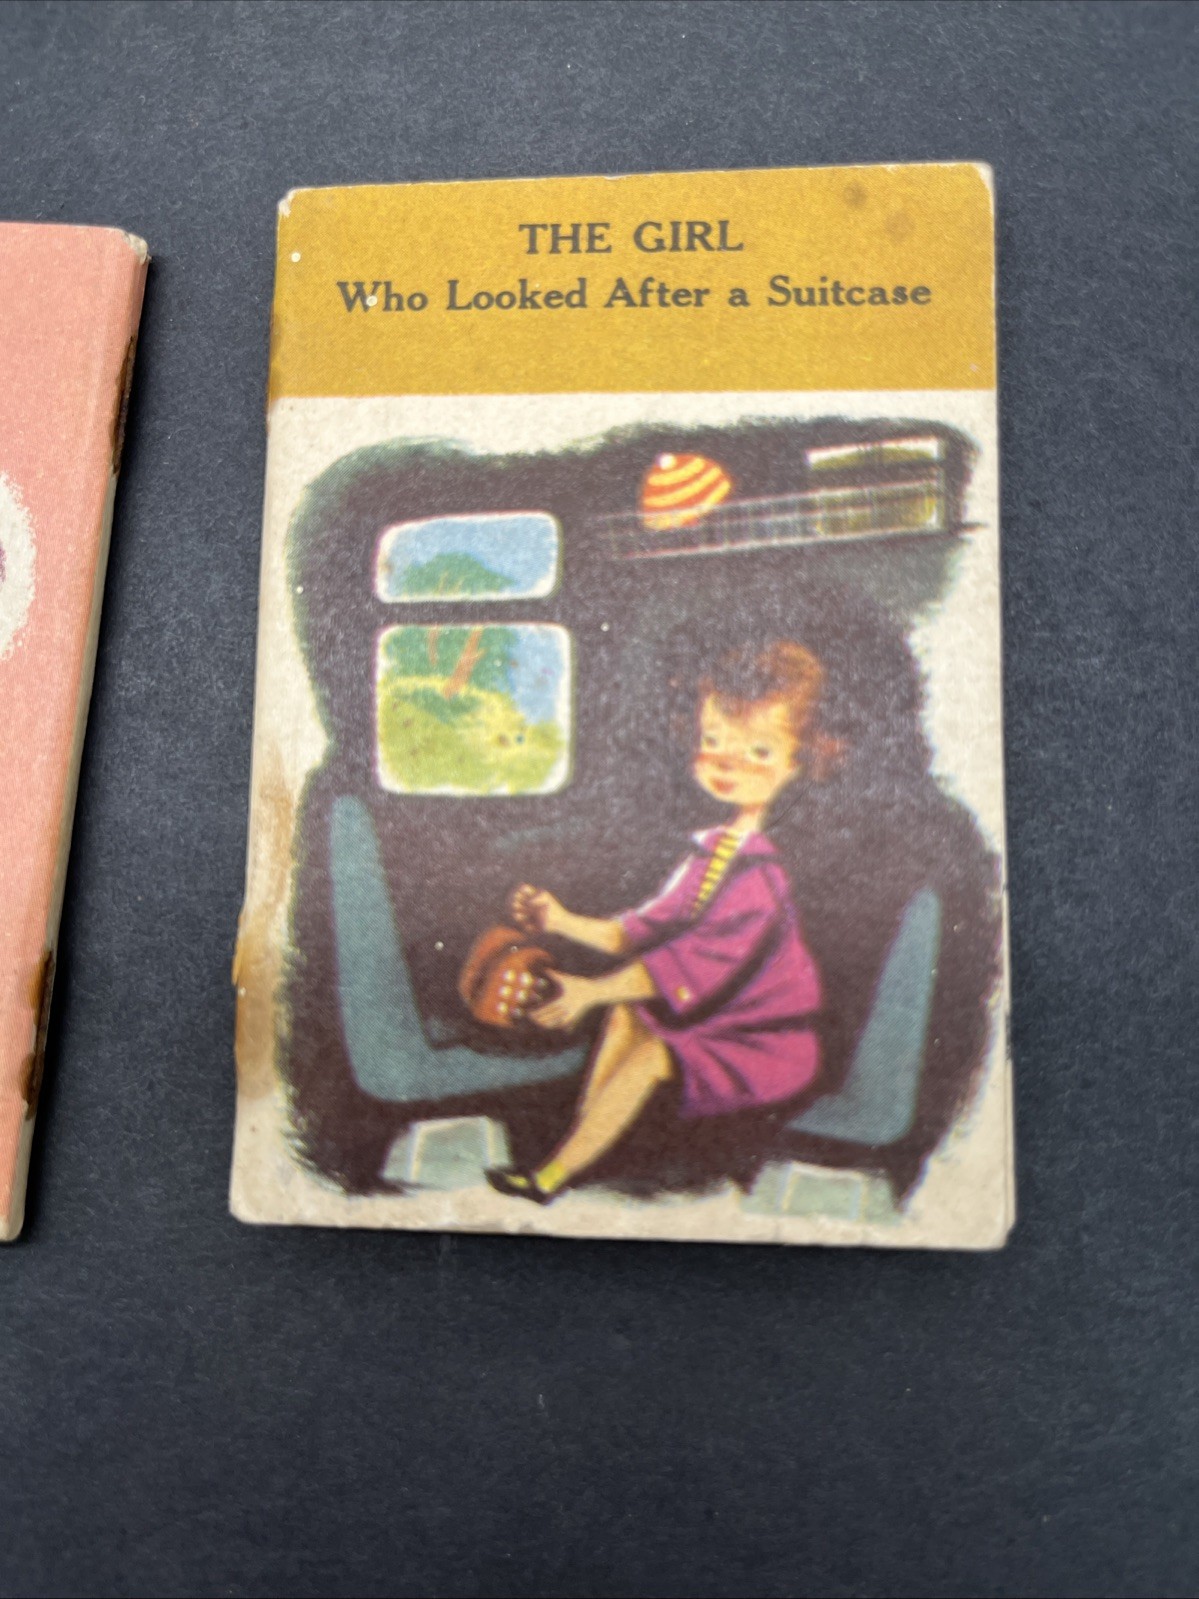 THE GIRL
Who Looked After a Suitcase